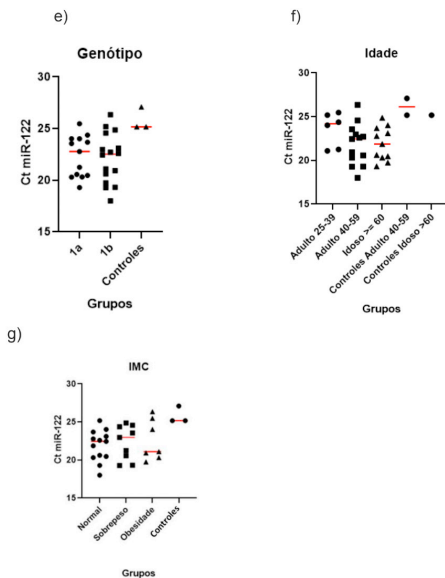 e)
Genótipo
30
25
20
15
Ct miR-122
1a
1b
Controles
Grupos
f)
Idade
30
25
20
15
Ct miR-122
Adulto 25-39
Adulto 40-59
Idoso >= 60
Controles Adulto 40-59
Controles Idoso >60
Grupos
g)
IMC
30
25
20
15
Ct miR-122
Normal
Sobrepeso
Obesidade
Controles
Grupos